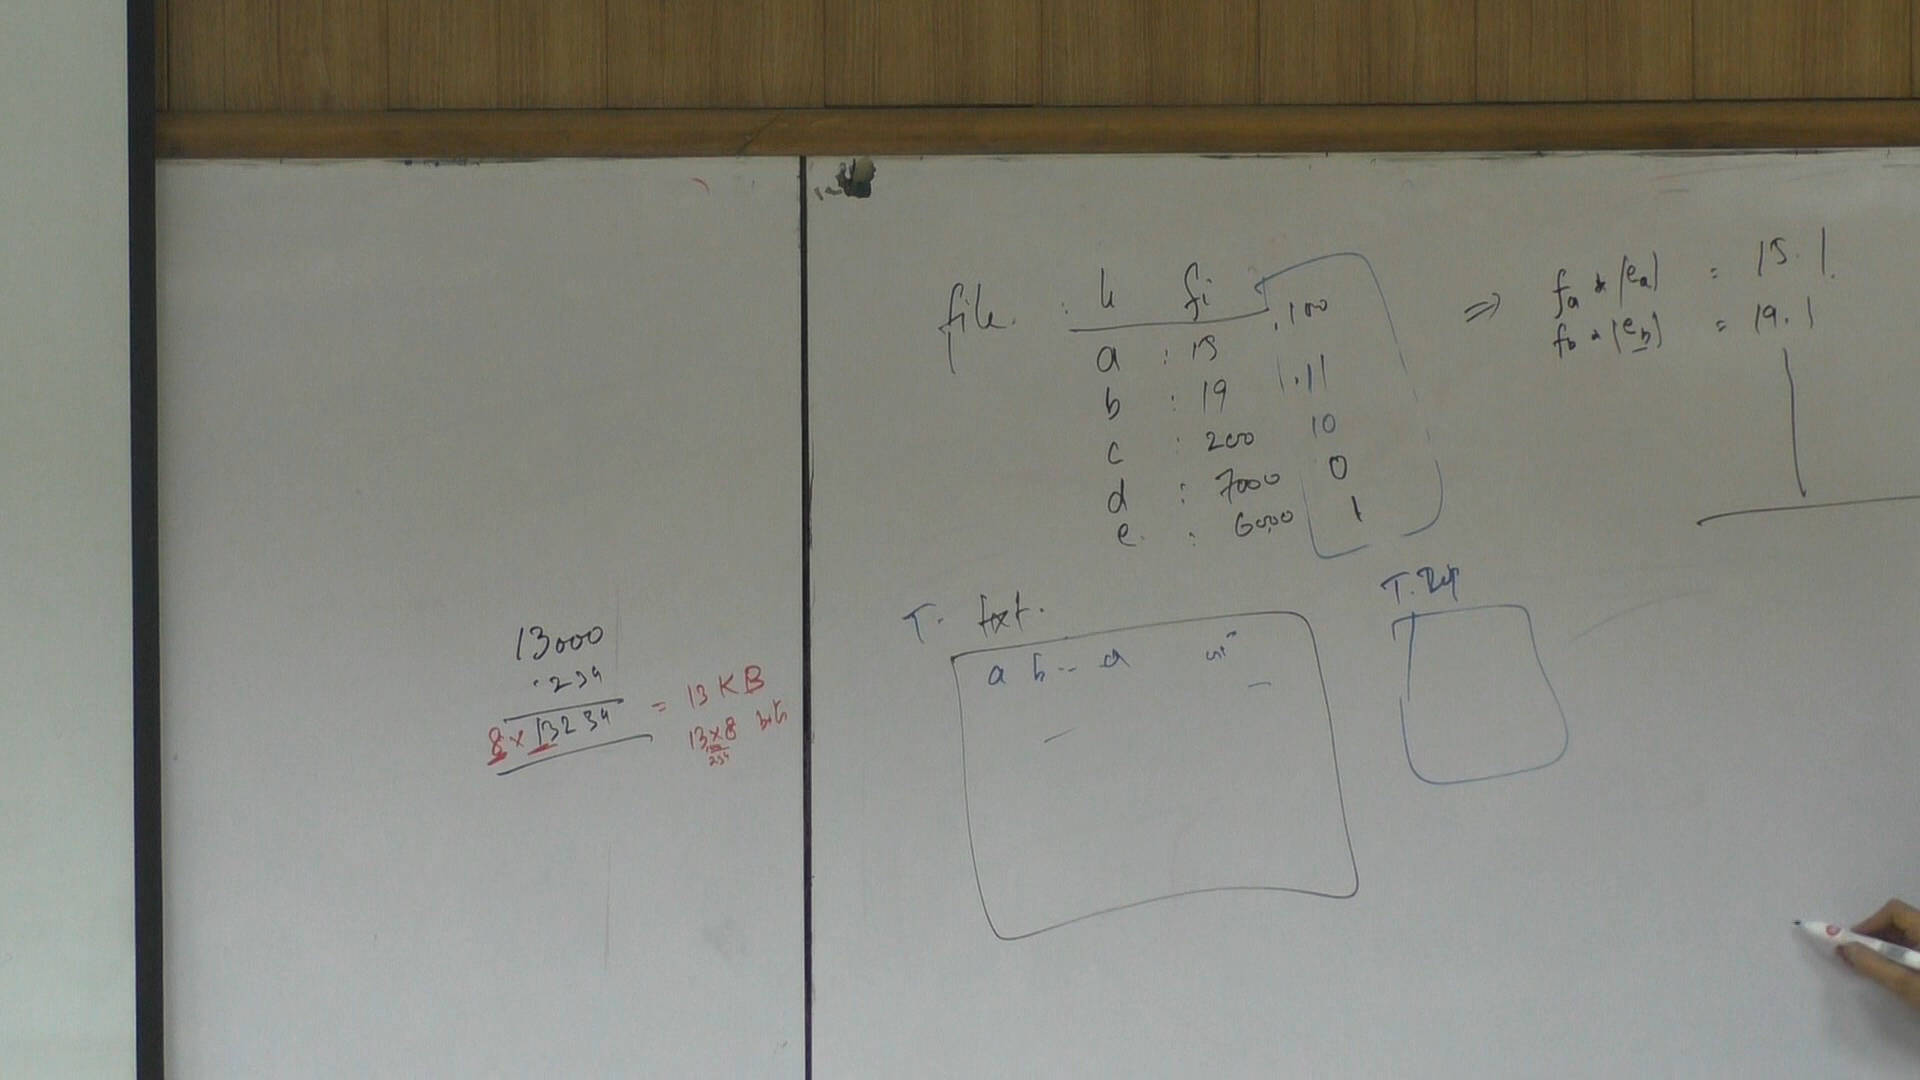 file. : k fi
a : 15 .100
b : 19 1.11
c : 200 10
d : 7000 0
e. : 6000 1
⇒ fa * |ea| = 15.1.
fb * |eb| = 19.1
T. txt.
a b -- a
T.
13000
234
8 x 13234 = 13 KB
13 x 8 bits
234